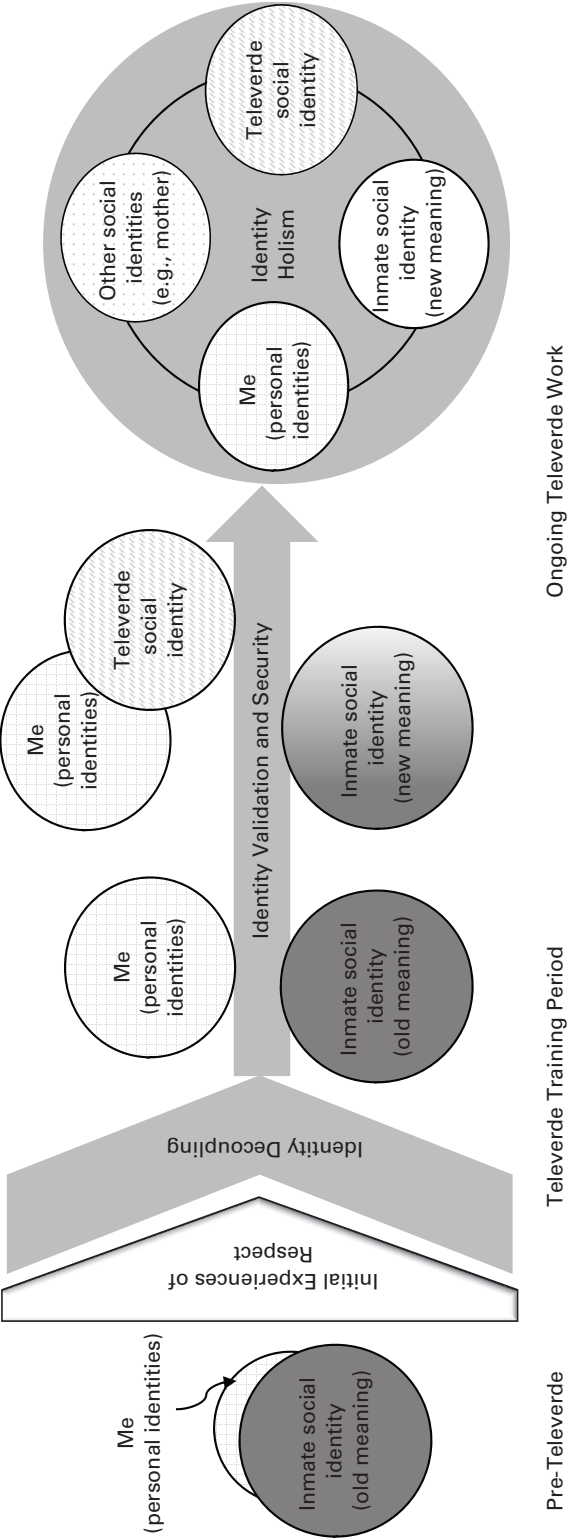 Me
(personal identities)
Inmate social
identity
(old meaning)
Pre-Televerde
Initial Experiences of
Respect
Identity Decoupling
Me
(personal
identities)
Inmate social
identity
(old meaning)
Identity Validation and Security
Me
(personal
identities)
Televerde
social
identity
Inmate social
identity
(new meaning)
Televerde Training Period
Other social
identities
(e.g., mother)
Me
(personal
identities)
Identity
Holism
Televerde
social
identity
Inmate social
identity
(new meaning)
Ongoing Televerde Work